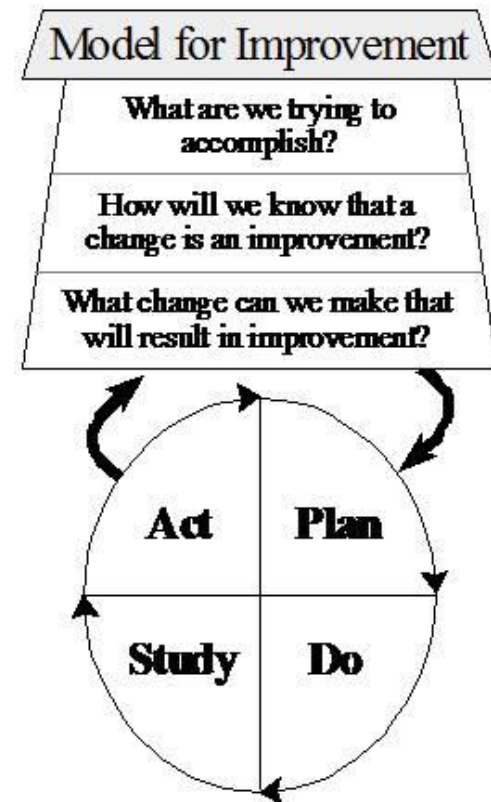 Model for Improvement
What are we trying to
accomplish?
How will we know that a
change is an improvement?
What change can we make that
will result in improvement?
Act Plan
Study Do